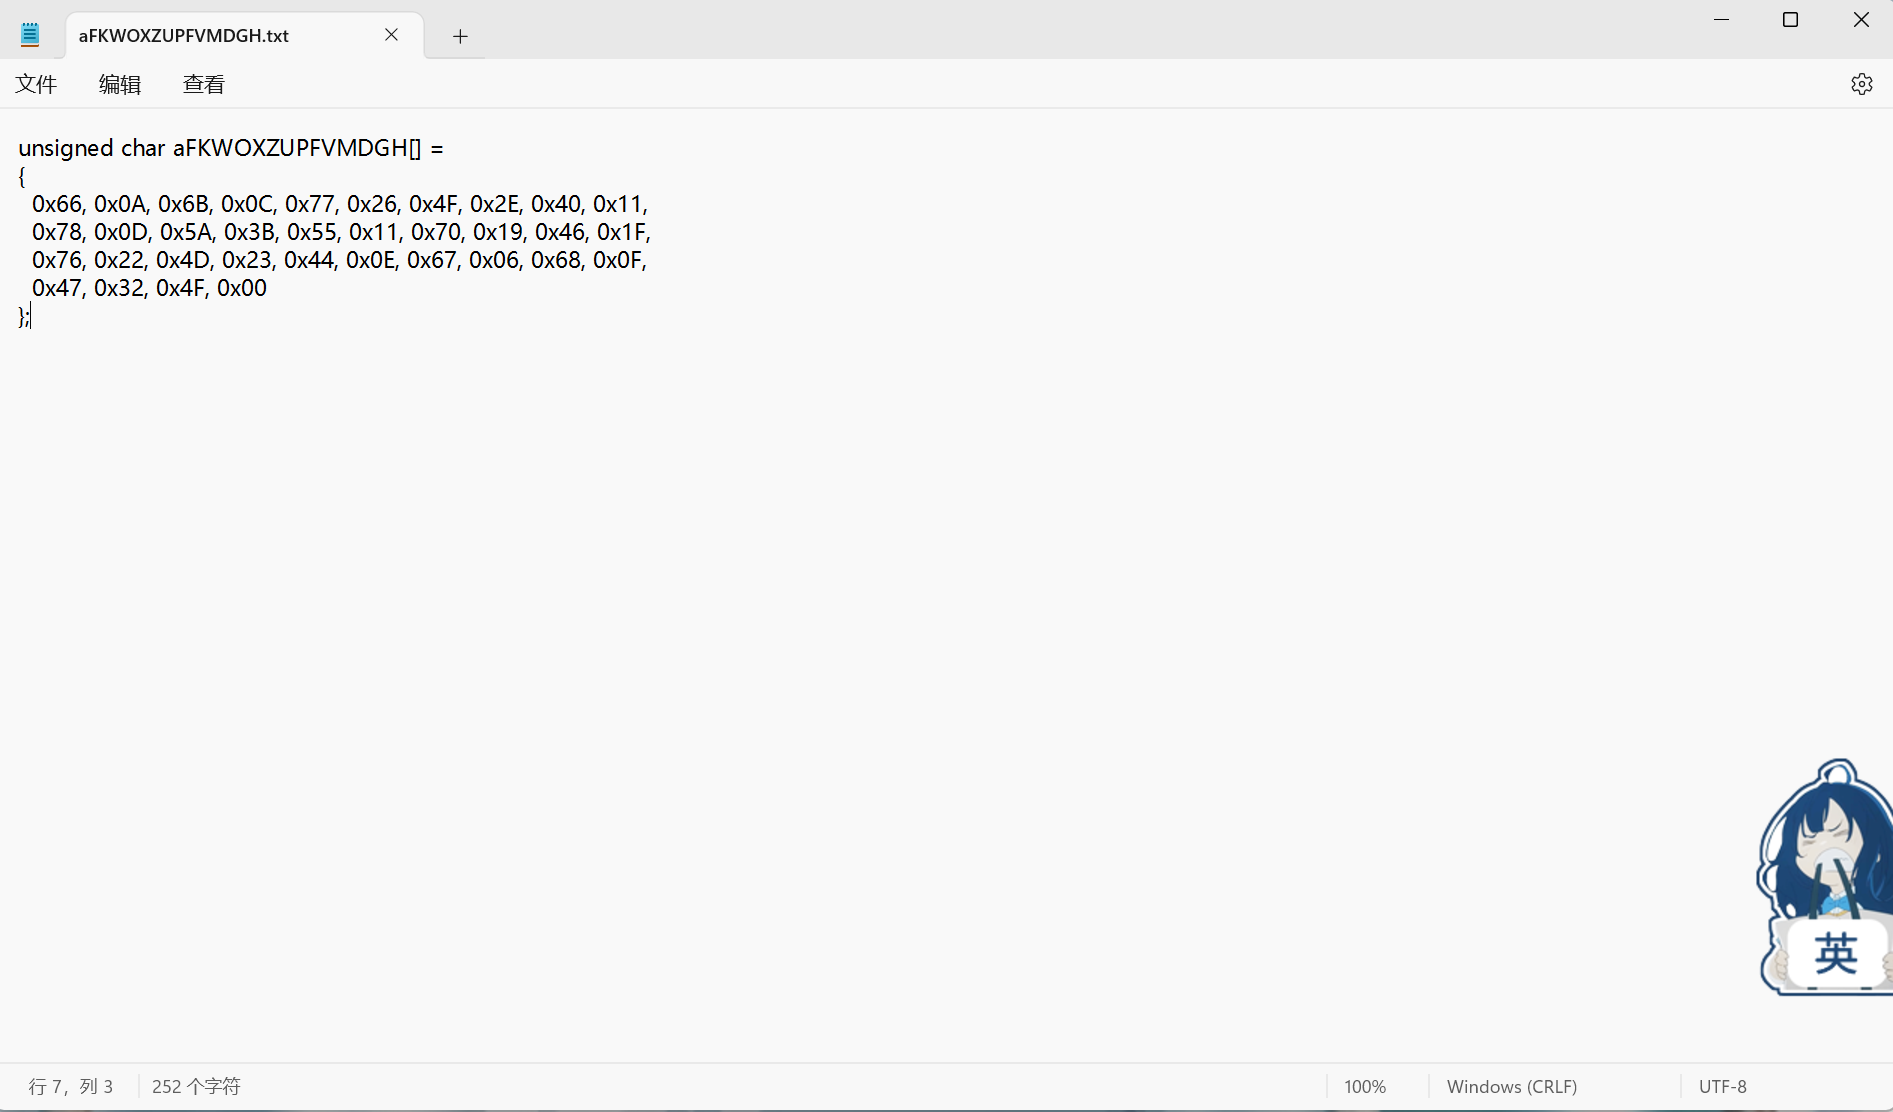 aFKWOXZUPFVMDGH.txt
文件 编辑 查看
unsigned char aFKWOXZUPFVMDGH[] =
{
0x66, 0x0A, 0x6B, 0x0C, 0x77, 0x26, 0x4F, 0x2E, 0x40, 0x11,
0x78, 0x0D, 0x5A, 0x3B, 0x55, 0x11, 0x70, 0x19, 0x46, 0x1F,
0x76, 0x22, 0x4D, 0x23, 0x44, 0x0E, 0x67, 0x06, 0x68, 0x0F,
0x47, 0x32, 0x4F, 0x00
};
英
行 7，列 3 252 个字符 100% Windows (CRLF) UTF-8